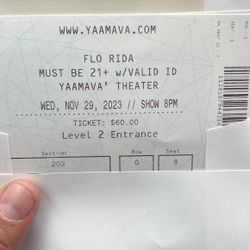 WWW.YAAMAVA.COM
FLO RIDA
MUST BE 21+ w/VALID ID
YAAMAVA' THEATER
WED, NOV 29, 2023 // SHOW 8PM
TICKET: $60.00
Level 2 Entrance
Section Row Seat
202 G 8